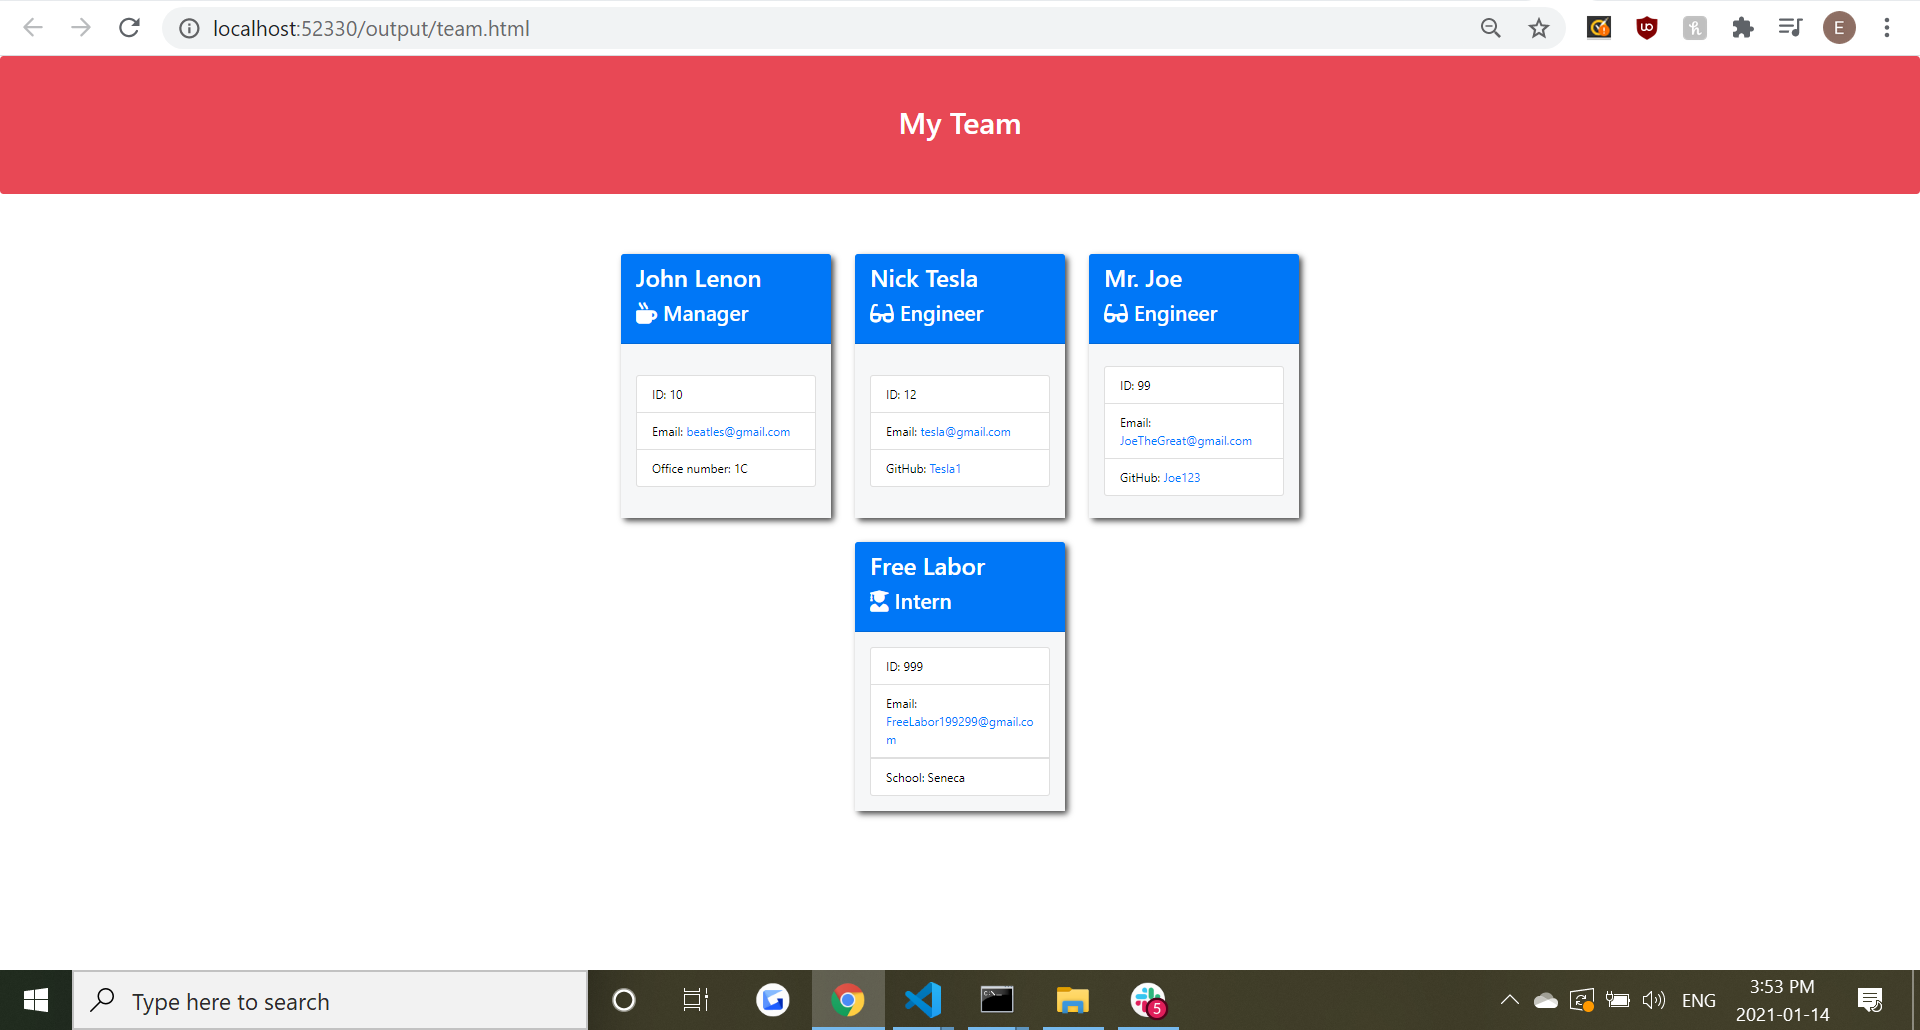 localhost:52330/output/team.html
E
My Team
John Lenon
Manager
ID: 10
Email: beatles@gmail.com
Office number: 1C
Nick Tesla
Engineer
ID: 12
Email: tesla@gmail.com
GitHub: Tesla1
Mr. Joe
Engineer
ID: 99
Email:
JoeTheGreat@gmail.com
GitHub: Joe123
Free Labor
Intern
ID: 999
Email:
FreeLabor199299@gmail.co
m
School: Seneca
Type here to search
5
ENG
3:53 PM
2021-01-14